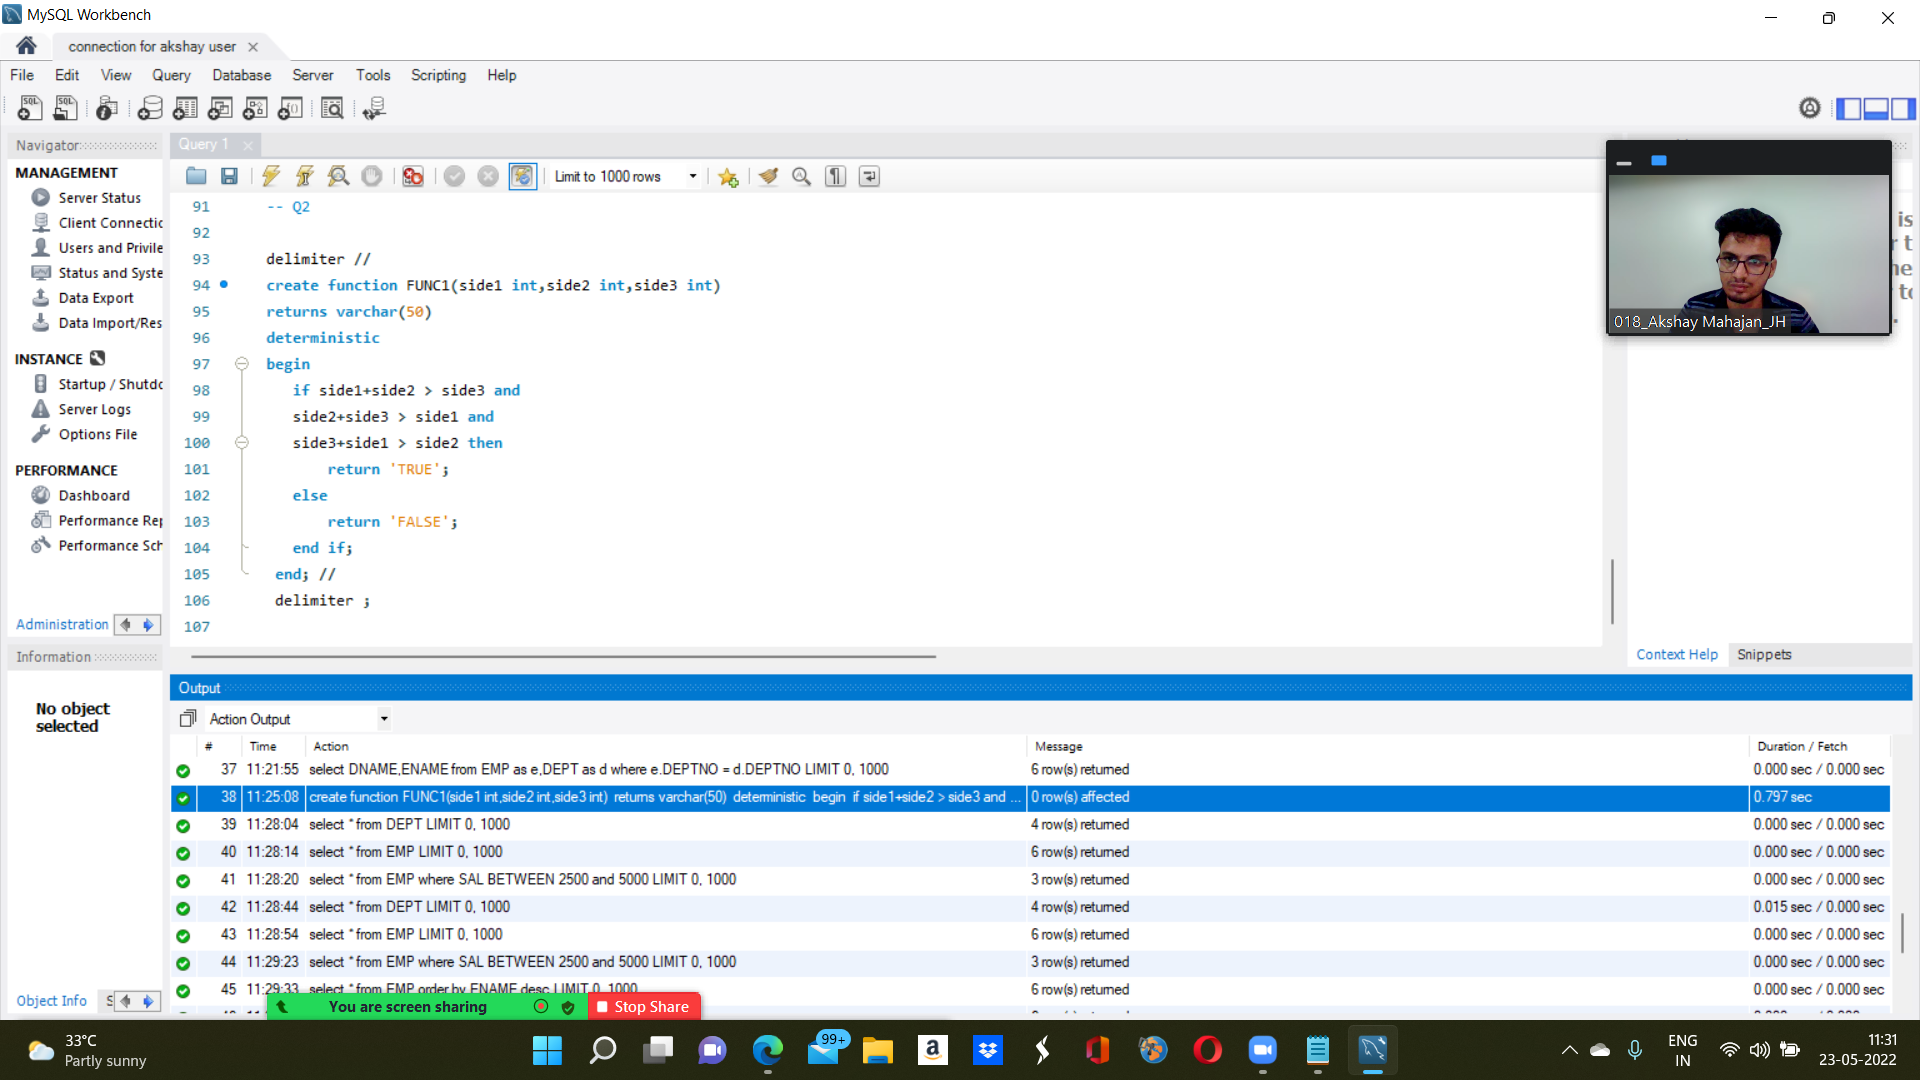 MySQL Workbench
connection for akshay user
File Edit View Query Database Server Tools Scripting Help
SQL SQL
Navigator
MANAGEMENT
Server Status
Client Connectic
Users and Privile
Status and Syste
Data Export
Data Import/Res
INSTANCE
Startup / Shutdc
Server Logs
Options File
PERFORMANCE
Dashboard
Performance Rep
Performance Sch
Administration
Information
No object
selected
Object Info S
Query 1
Limit to 1000 rows
91 -- Q2
92
93 delimiter //
94 create function FUNC1(side1 int,side2 int,side3 int)
95 returns varchar(50)
96 deterministic
97 begin
98 if side1+side2 > side3 and
99 side2+side3 > side1 and
100 side3+side1 > side2 then
101 return 'TRUE';
102 else
103 return 'FALSE';
104 end if;
105 end; //
106 delimiter ;
107
018_Akshay Mahajan_JH
Context Help Snippets
Output
Action Output
# Time Action Message Duration / Fetch
37 11:21:55 select DNAME,ENAME from EMP as e,DEPT as d where e.DEPTNO = d.DEPTNO LIMIT 0, 1000 6 row(s) returned 0.000 sec / 0.000 sec
38 11:25:08 create function FUNC1(side1 int,side2 int,side3 int) returns varchar(50) deterministic begin if side1+side2 > side3 and ... 0 row(s) affected 0.797 sec
39 11:28:04 select * from DEPT LIMIT 0, 1000 4 row(s) returned 0.000 sec / 0.000 sec
40 11:28:14 select * from EMP LIMIT 0, 1000 6 row(s) returned 0.000 sec / 0.000 sec
41 11:28:20 select * from EMP where SAL BETWEEN 2500 and 5000 LIMIT 0, 1000 3 row(s) returned 0.000 sec / 0.000 sec
42 11:28:44 select * from DEPT LIMIT 0, 1000 4 row(s) returned 0.015 sec / 0.000 sec
43 11:28:54 select * from EMP LIMIT 0, 1000 6 row(s) returned 0.000 sec / 0.000 sec
44 11:29:23 select * from EMP where SAL BETWEEN 2500 and 5000 LIMIT 0, 1000 3 row(s) returned 0.000 sec / 0.000 sec
45 11:29:33 select * from EMP order by ENAME desc LIMIT 0, 1000 6 row(s) returned 0.000 sec / 0.000 sec
You are screen sharing Stop Share
33°C
Partly sunny
99+
a
ENG
IN
11:31
23-05-2022